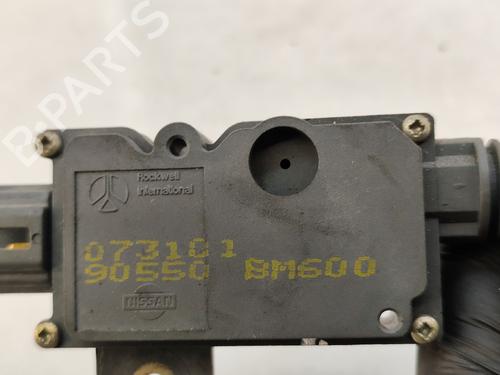 B-PARTS
Rockwell
International
073101
90550 BM600
NISSAN